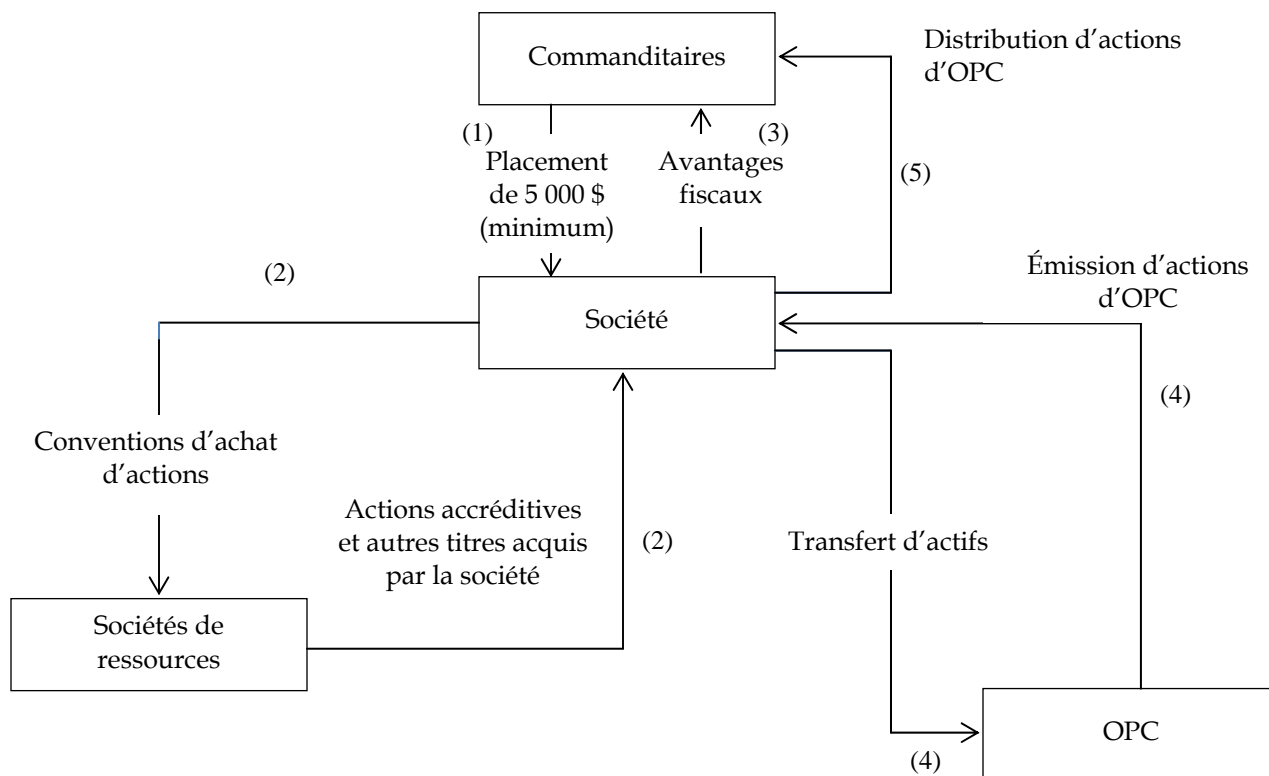 Commanditaires
Distribution d'actions
d'OPC
(1)
(3)
Placement
de 5 000 $
(minimum)
Avantages
fiscaux
(5)
(2)
Émission d'actions
d'OPC
Société
(4)
Conventions d'achat
d'actions
Actions accréditives
et autres titres acquis
par la société
(2)
Transfert d'actifs
Sociétés de
ressources
OPC
(4)